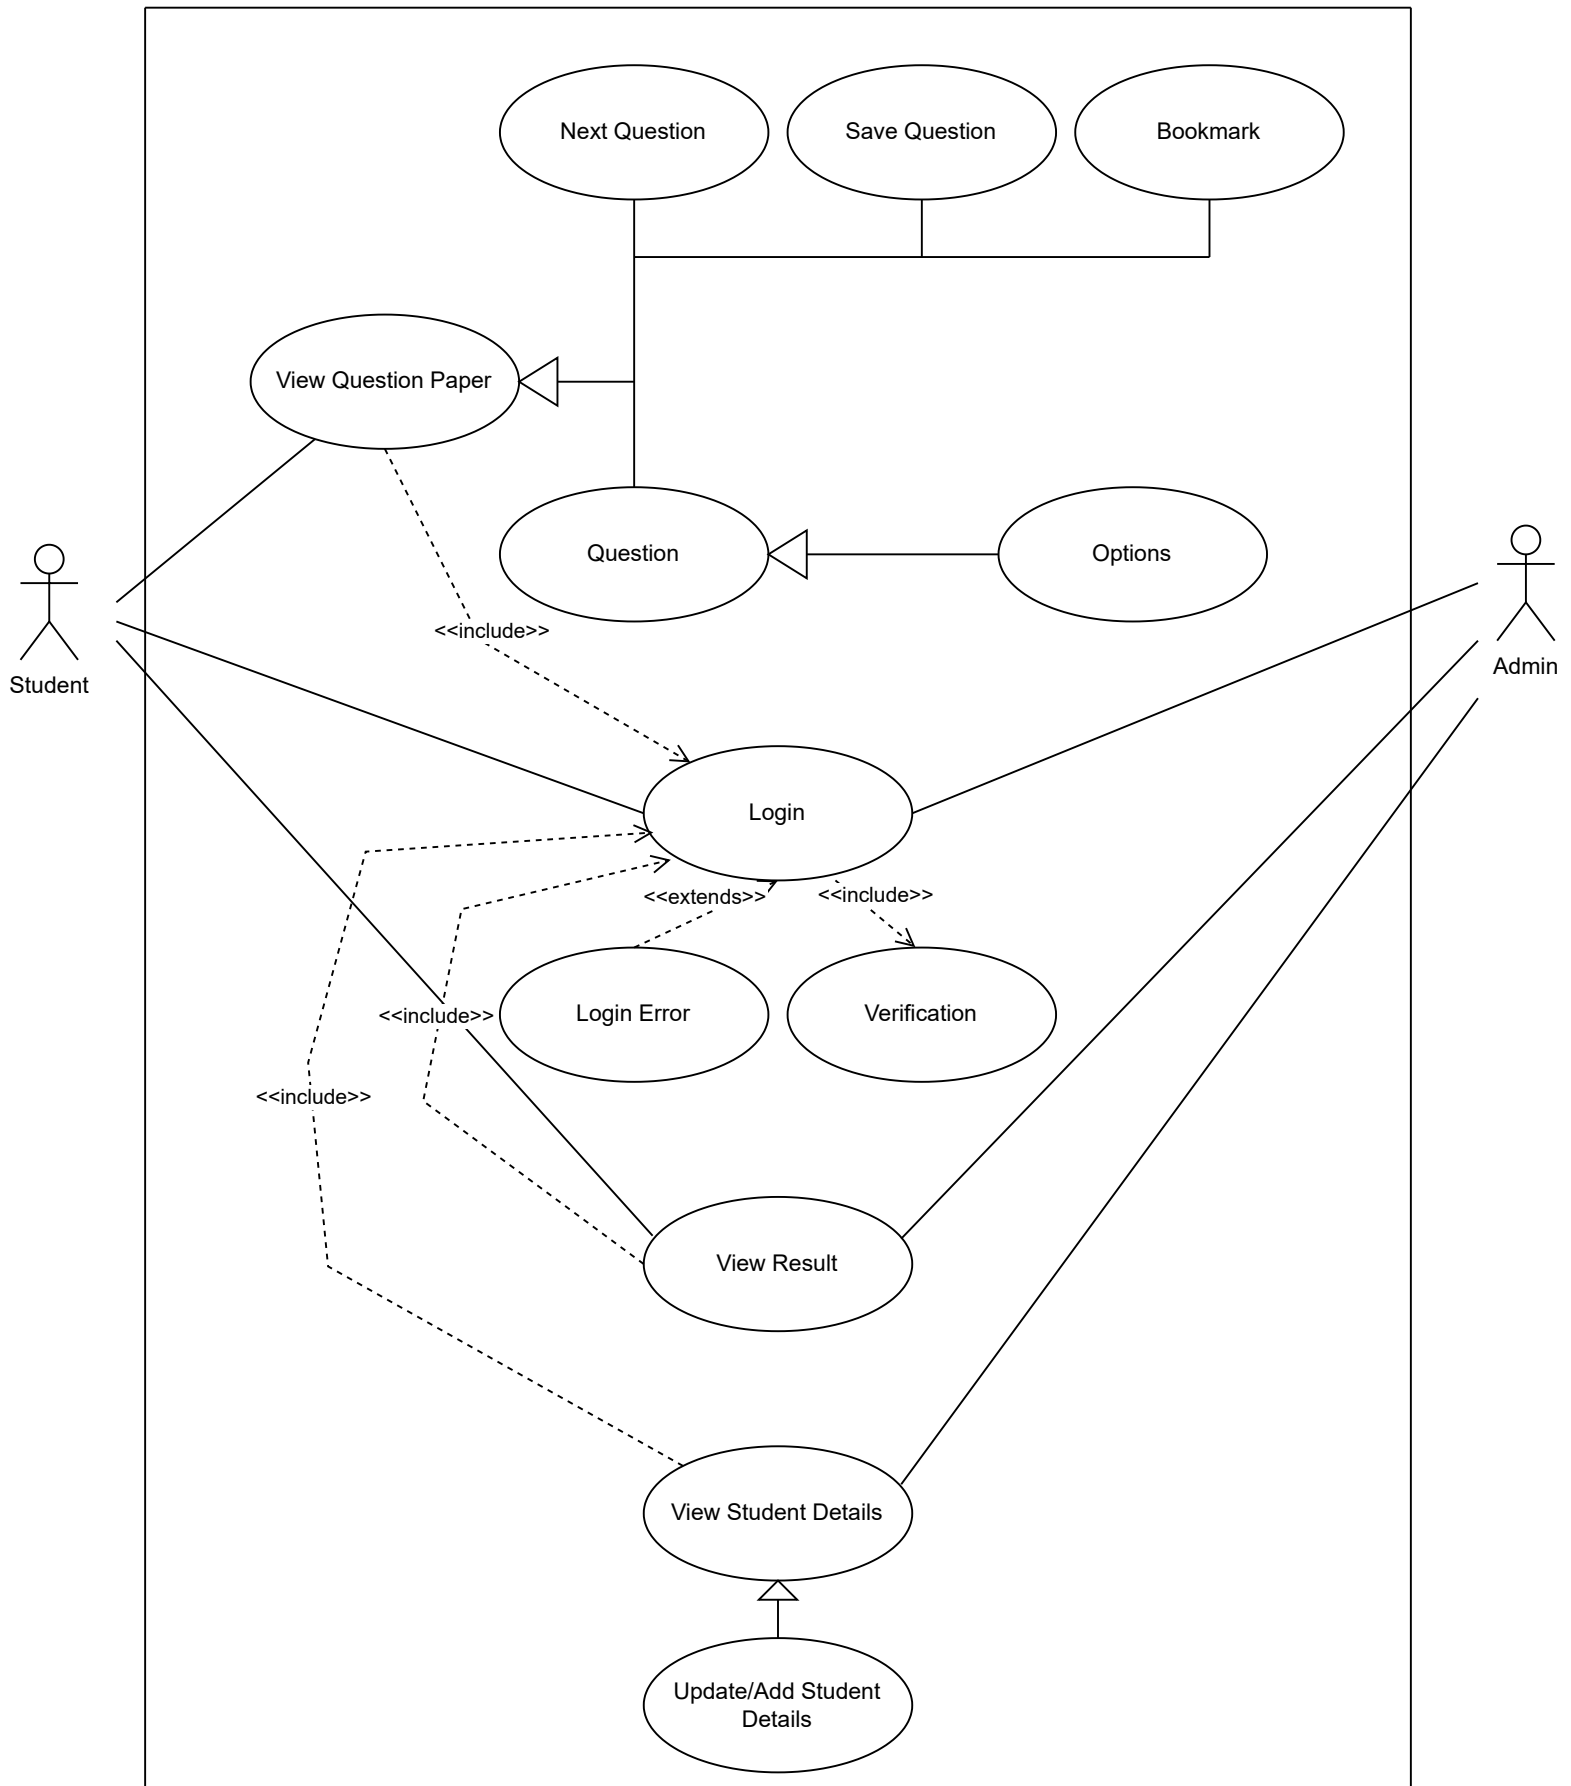 Next Question
Save Question
Bookmark
View Question Paper
Question
Options
<<include>>
Student
Admin
Login
<<extends>>
<<include>>
Login Error
Verification
<<include>>
<<include>>
View Result
View Student Details
Update/Add Student
Details